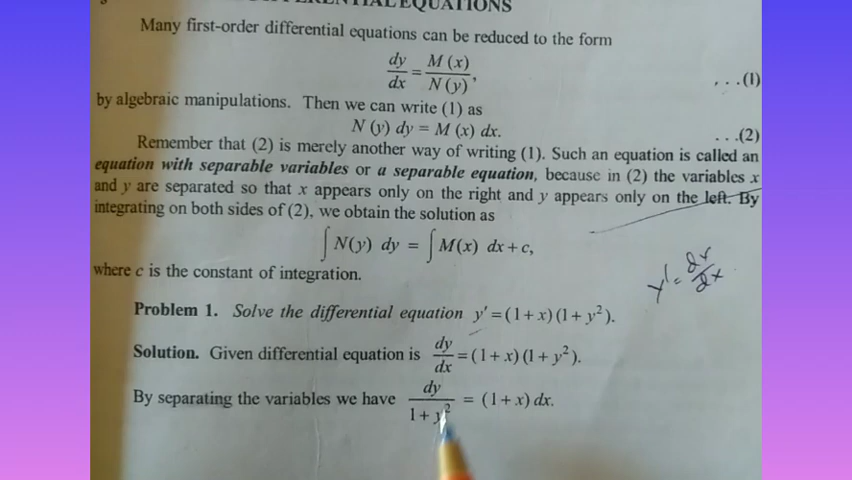 EQUATIONS
Many first-order differential equations can be reduced to the form
dy/dx = M (x)/N (y), . . .(1)
by algebraic manipulations. Then we can write (1) as
N (y) dy = M (x) dx. . . .(2)
Remember that (2) is merely another way of writing (1). Such an equation is called an
equation with separable variables or a separable equation, because in (2) the variables x
and y are separated so that x appears only on the right and y appears only on the left. By
integrating on both sides of (2), we obtain the solution as
∫ N(y) dy = ∫ M(x) dx + c,
where c is the constant of integration.
y' = dy/dx
Problem 1. Solve the differential equation y' = (1 + x) (1 + y²).
Solution. Given differential equation is dy/dx = (1 + x) (1 + y²).
By separating the variables we have dy/(1 + y²) = (1 + x) dx.